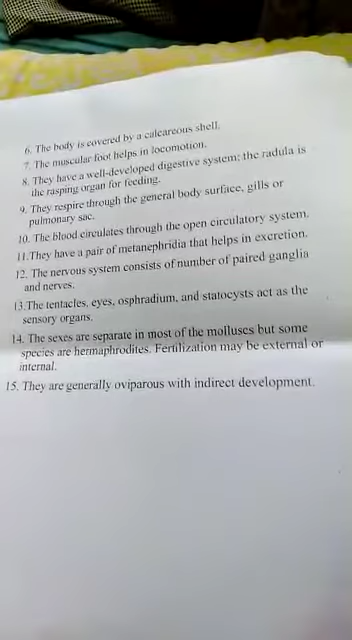 6. The body is covered by a calcareous shell.
7. The muscular foot helps in locomotion.
8. They have a well-developed digestive system; the radula is
the rasping organ for feeding.
9. They respire through the general body surface, gills or
pulmonary sac.
10. The blood circulates through the open circulatory system.
11.They have a pair of metanephridia that helps in excretion.
12. The nervous system consists of number of paired ganglia
and nerves.
13.The tentacles, eyes, osphradium, and statocysts act as the
sensory organs.
14. The sexes are separate in most of the molluscs but some
species are hermaphrodites. Fertilization may be external or
internal.
15. They are generally oviparous with indirect development.